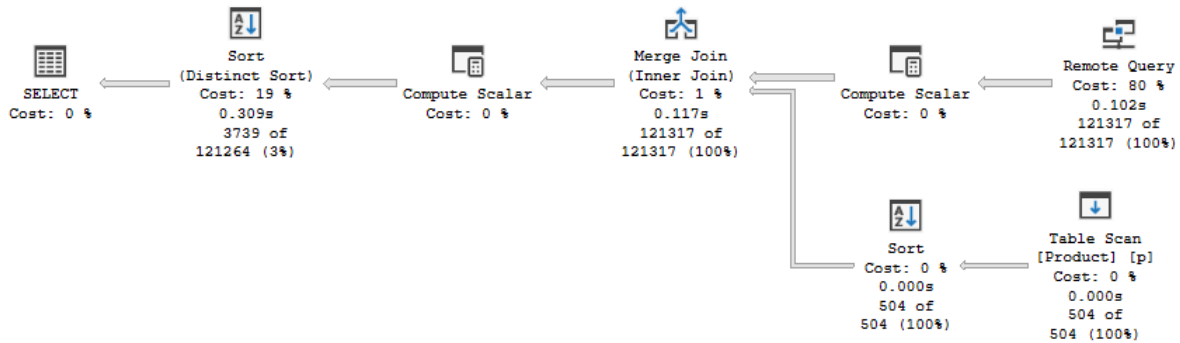 SELECT
Cost: 0 %
Sort
(Distinct Sort)
Cost: 19 %
0.309s
3739 of
121264 (3%)
Compute Scalar
Cost: 0 %
Merge Join
(Inner Join)
Cost: 1 %
0.117s
121317 of
121317 (100%)
Compute Scalar
Cost: 0 %
Remote Query
Cost: 80 %
0.102s
121317 of
121317 (100%)
Sort
Cost: 0 %
0.000s
504 of
504 (100%)
Table Scan
[Product] [p]
Cost: 0 %
0.000s
504 of
504 (100%)